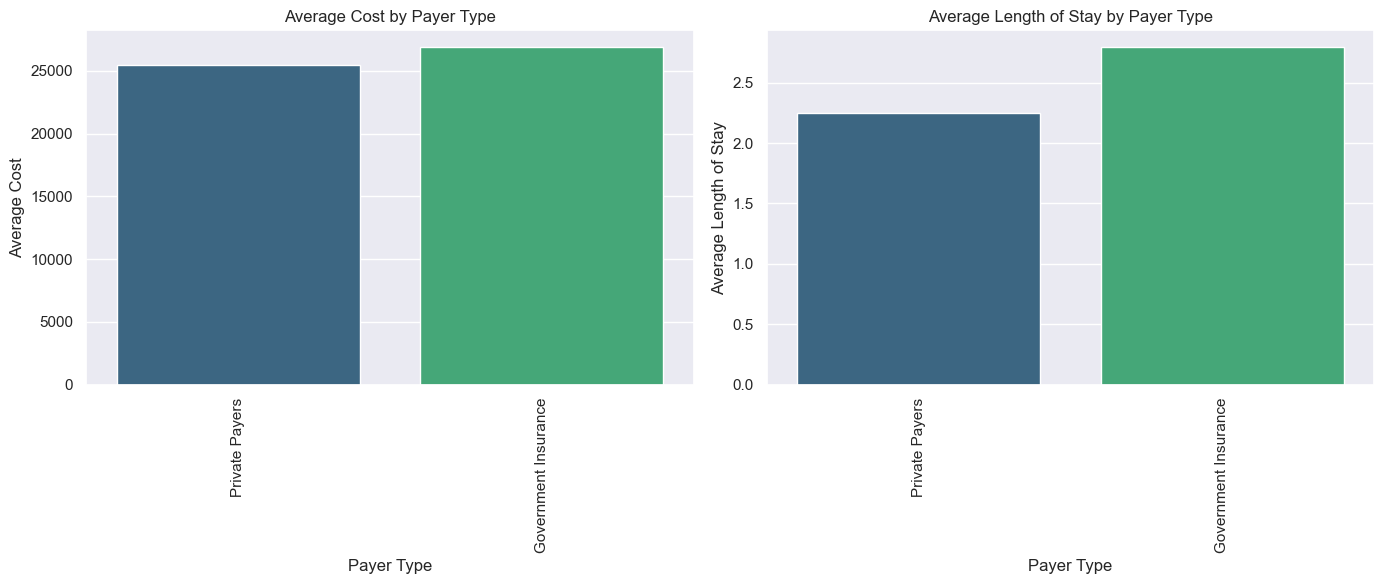 Average Cost by Payer Type
Average Cost
25000
20000
15000
10000
5000
0
Private Payers
Government Insurance
Payer Type
Average Length of Stay by Payer Type
Average Length of Stay
2.5
2.0
1.5
1.0
0.5
0.0
Private Payers
Government Insurance
Payer Type